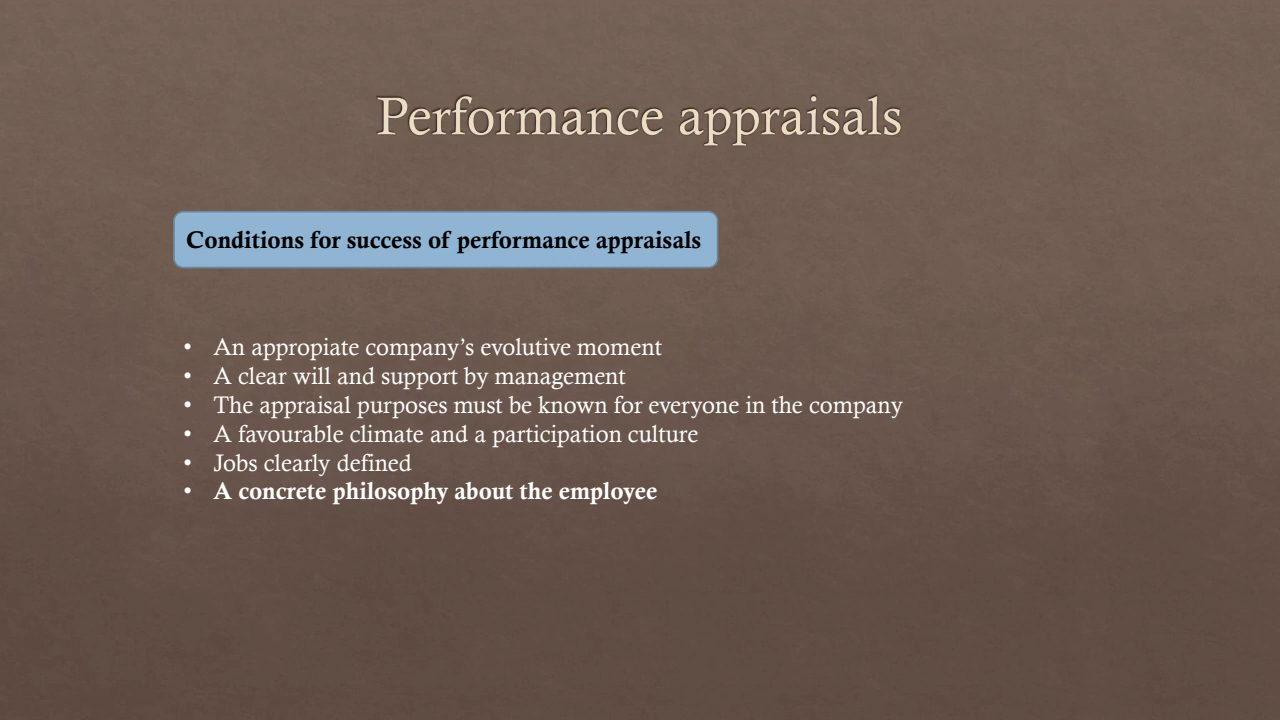 Performance appraisals
Conditions for success of performance appraisals
• An appropiate company’s evolutive moment
• A clear will and support by management
• The appraisal purposes must be known for everyone in the company
• A favourable climate and a participation culture
• Jobs clearly defined
• A concrete philosophy about the employee